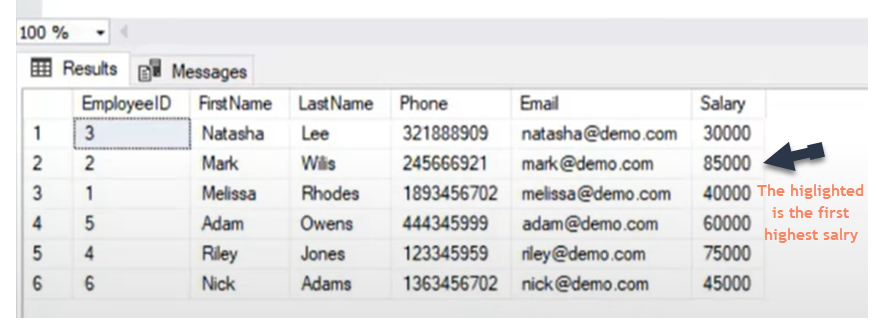 100 %
Results Messages
EmployeeID FirstName LastName Phone Email Salary
1 3 Natasha Lee 321888909 natasha@demo.com 30000
2 2 Mark Wilis 245666921 mark@demo.com 85000
3 1 Melissa Rhodes 1893456702 melissa@demo.com 40000
4 5 Adam Owens 444345999 adam@demo.com 60000
5 4 Riley Jones 123345959 riley@demo.com 75000
6 6 Nick Adams 1363456702 nick@demo.com 45000
The higlighted
is the first
highest salry